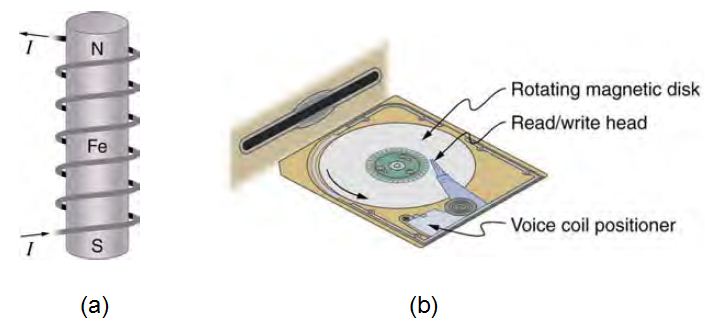 I
N
Fe
I
S
Rotating magnetic disk
Read/write head
Voice coil positioner
(a)
(b)